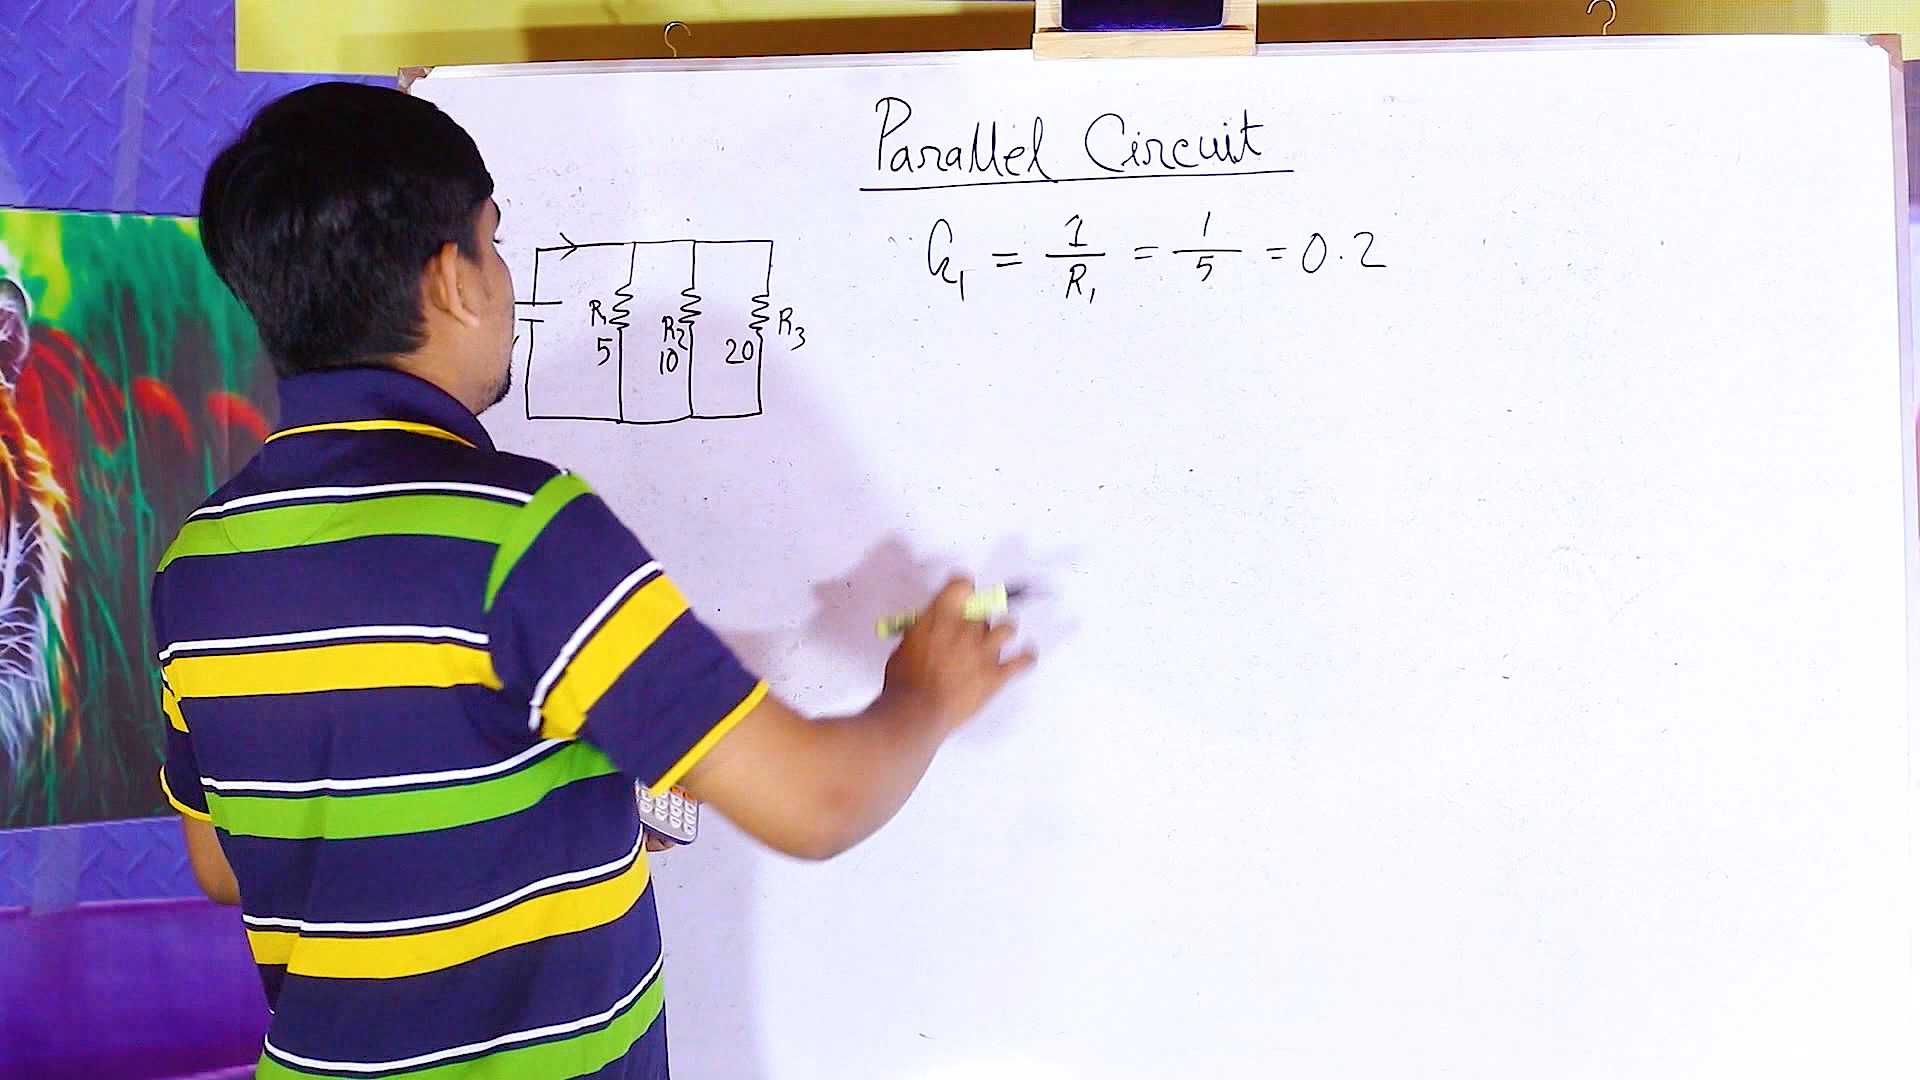 Parallel Circuit
G₁ = 1/R₁ = 1/5 = 0.2
R₁ R₂ R₃
5 10 20